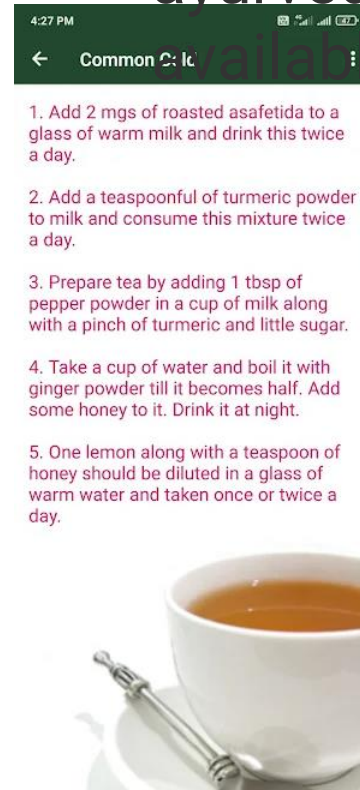 4:27 PM
Common Cold
availab
1. Add 2 mgs of roasted asafetida to a
glass of warm milk and drink this twice
a day.
2. Add a teaspoonful of turmeric powder
to milk and consume this mixture twice
a day.
3. Prepare tea by adding 1 tbsp of
pepper powder in a cup of milk along
with a pinch of turmeric and little sugar.
4. Take a cup of water and boil it with
ginger powder till it becomes half. Add
some honey to it. Drink it at night.
5. One lemon along with a teaspoon of
honey should be diluted in a glass of
warm water and taken once or twice a
day.